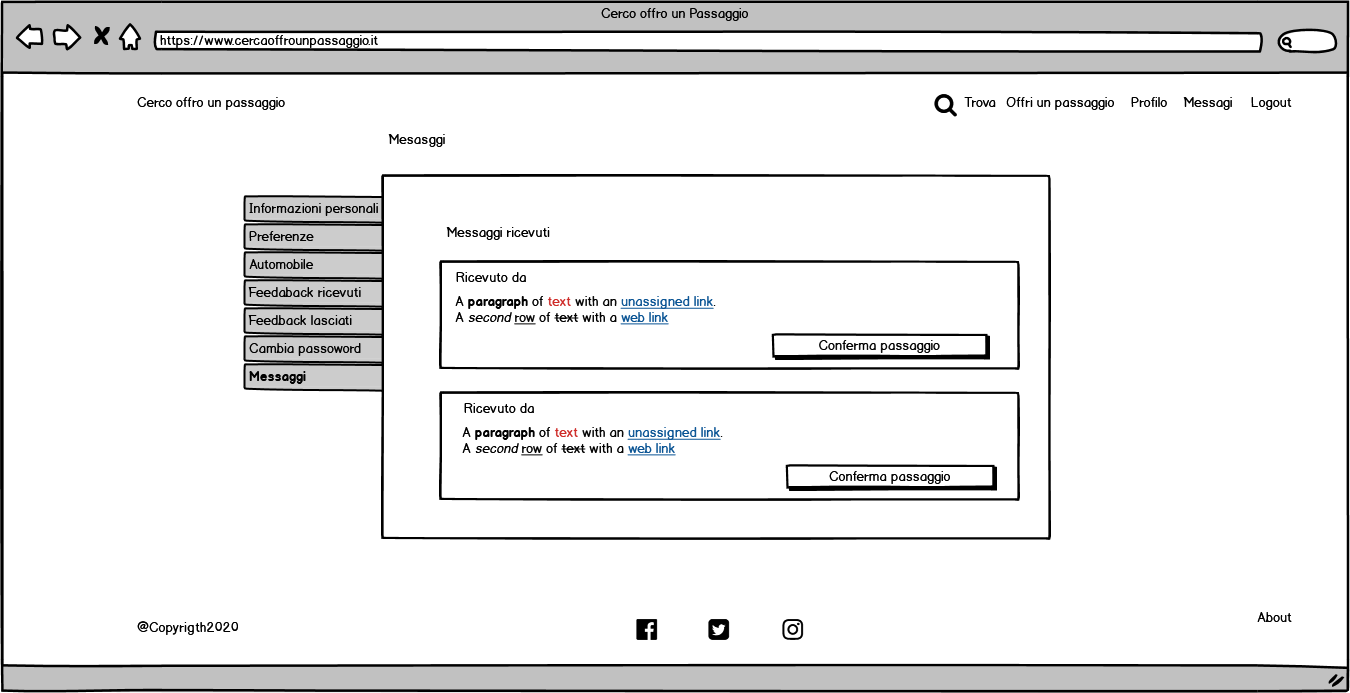 Cerco offro un Passaggio
https://www.cercaoffrounpassaggio.it
Cerco offro un passaggio
Trova Offri un passaggio Profilo Messagi Logout
Mesasggi
Informazioni personali
Preferenze
Automobile
Feedaback ricevuti
Feedback lasciati
Cambia passoword
Messaggi
Messaggi ricevuti
Ricevuto da
A paragraph of text with an unassigned link.
A second row of text with a web link
Conferma passaggio
Ricevuto da
A paragraph of text with an unassigned link.
A second row of text with a web link
Conferma passaggio
@Copyrigth2020
About